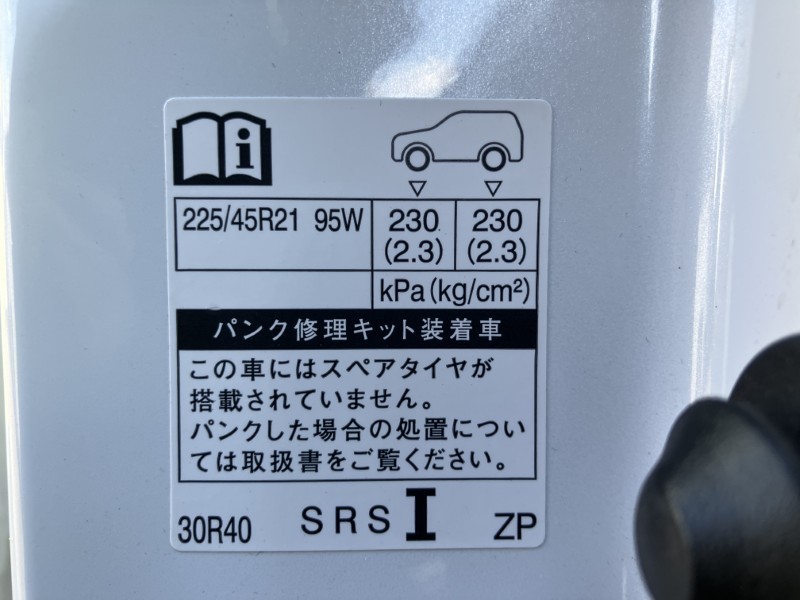 i
225/45R21 95W 230 230
(2.3) (2.3)
kPa(kg/cm²)
パンク修理キット装着車
この車にはスペアタイヤが
搭載されていません。
パンクした場合の処置につい
ては取扱書をご覧ください。
30R40 SRS I ZP